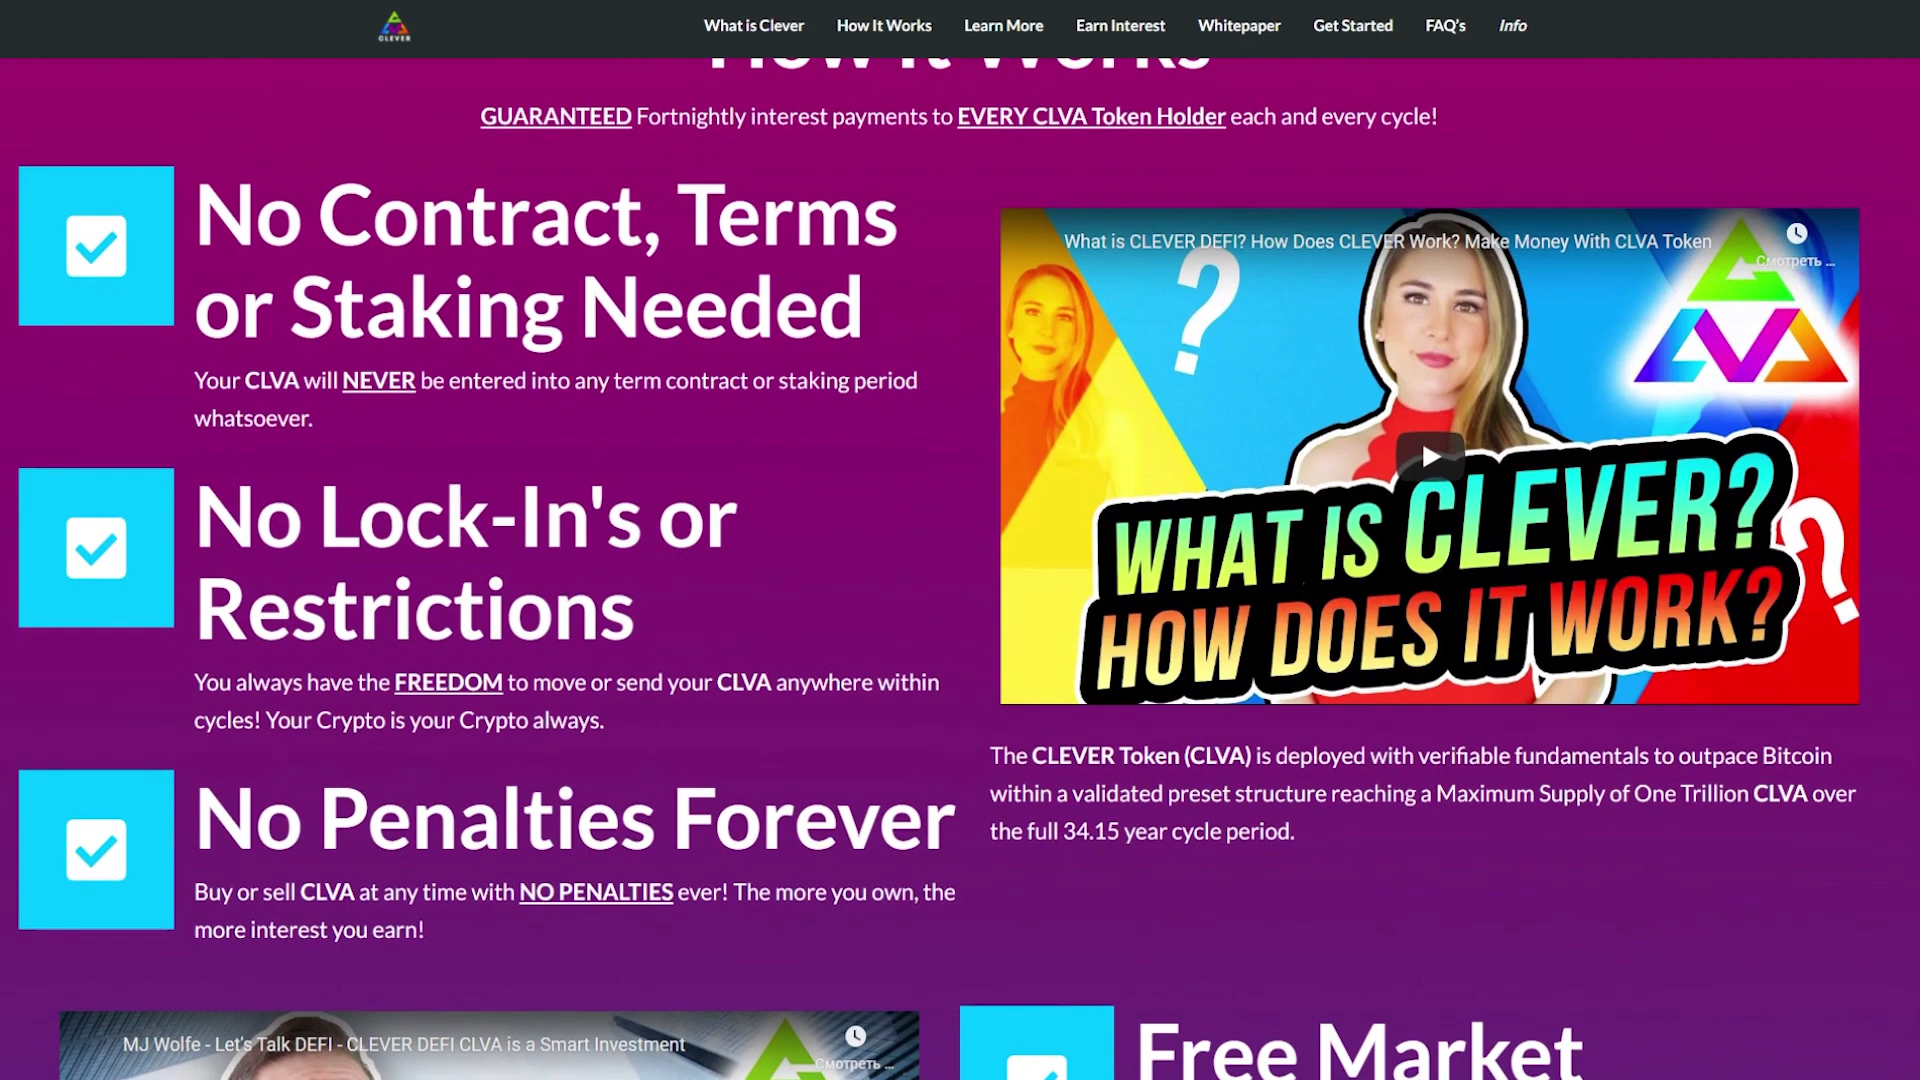 CLEVER
What is Clever
How It Works
Learn More
Earn Interest
Whitepaper
Get Started
FAQ’s
Info
How It Works
GUARANTEED Fortnightly interest payments to EVERY CLVA Token Holder each and every cycle!
No Contract, Terms
or Staking Needed
Your CLVA will NEVER be entered into any term contract or staking period
whatsoever.
No Lock-In's or
Restrictions
You always have the FREEDOM to move or send your CLVA anywhere within
cycles! Your Crypto is your Crypto always.
No Penalties Forever
Buy or sell CLVA at any time with NO PENALTIES ever! The more you own, the
more interest you earn!
What is CLEVER DEFI? How Does CLEVER Work? Make Money With CLVA Token
Смотреть ...
?
WHAT IS CLEVER?
HOW DOES IT WORK?
?
The CLEVER Token (CLVA) is deployed with verifiable fundamentals to outpace Bitcoin
within a validated preset structure reaching a Maximum Supply of One Trillion CLVA over
the full 34.15 year cycle period.
MJ Wolfe - Let's Talk DEFI - CLEVER DEFI CLVA is a Smart Investment
Смотреть ...
Free Market